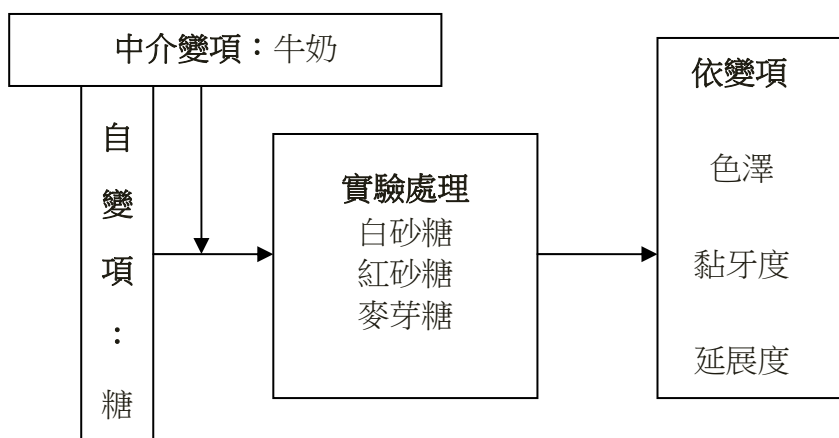 中介變項：牛奶
自
變
項
：
糖
實驗處理
白砂糖
紅砂糖
麥芽糖
依變項
色澤
黏牙度
延展度